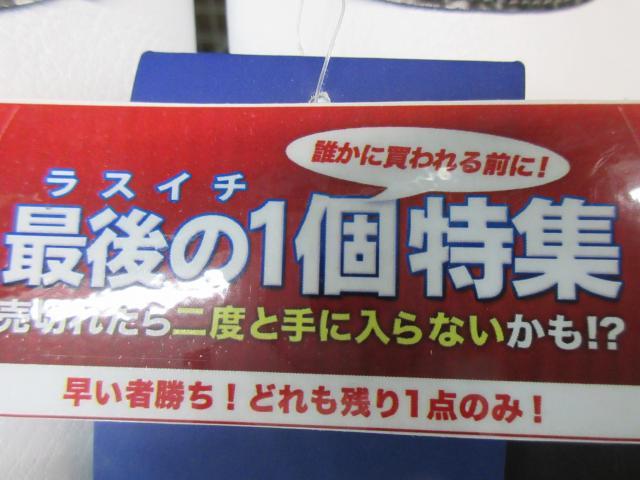 誰かに買われる前に!
ラスイチ
最後の1個特集
売切れたら二度と手に入らないかも!?
早い者勝ち!どれも残り1点のみ!